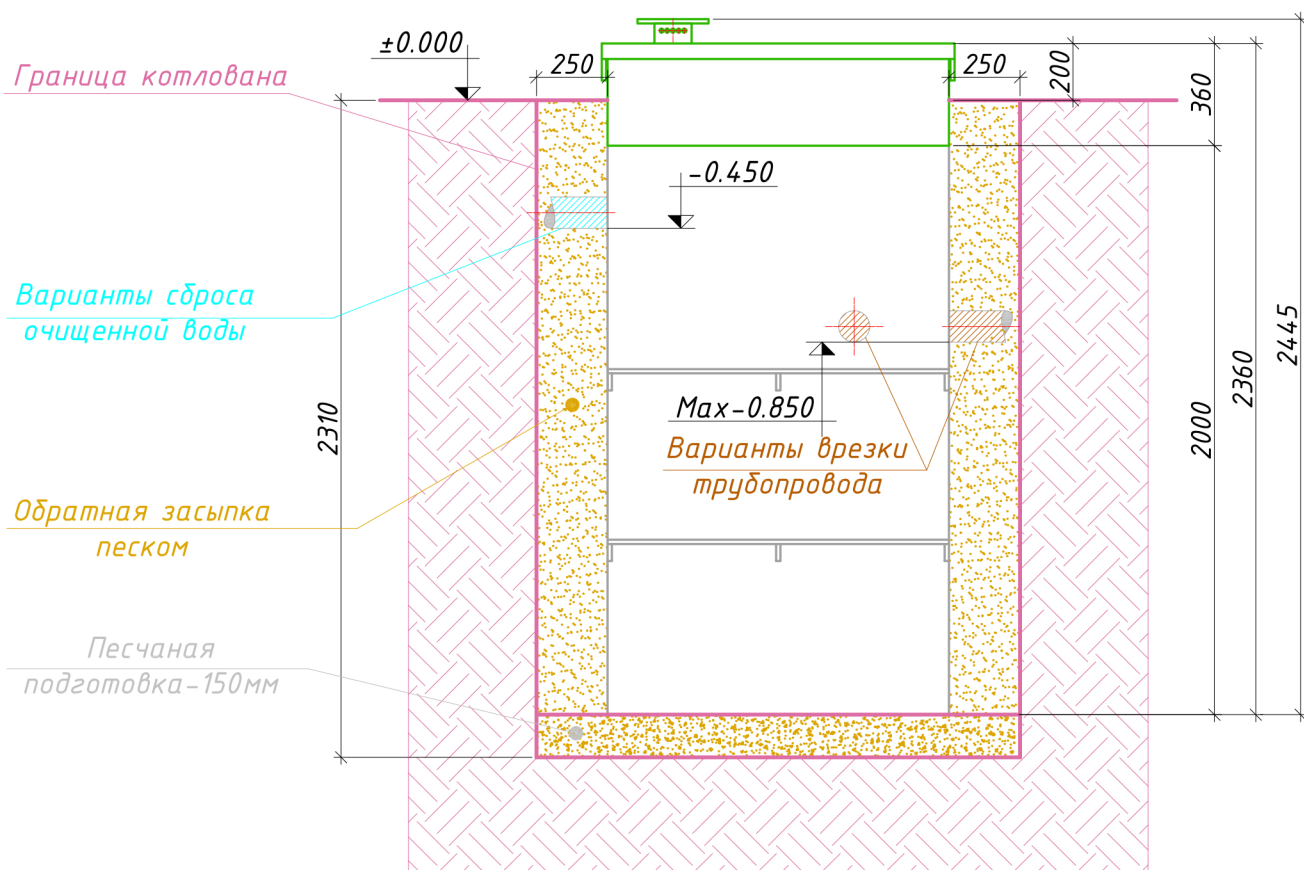 ±0.000
Граница котлована
250
250
200
360
-0.450
Варианты сброса
очищенной воды
2445
2360
2310
Max-0.850
2000
Варианты врезки
трубопровода
Обратная засыпка
песком
Песчаная
подготовка-150мм